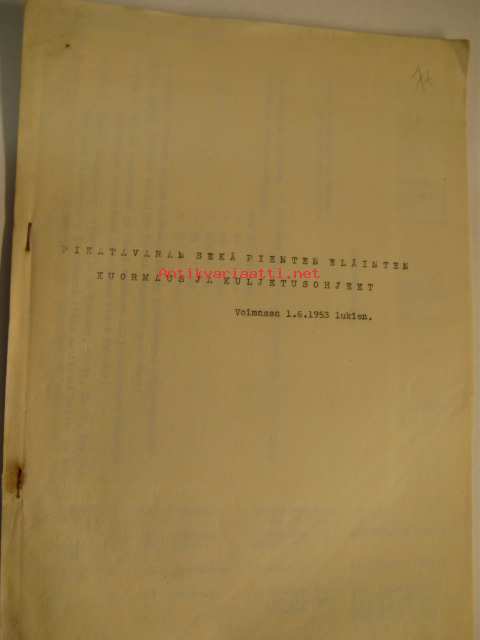 PIKATAVARAN SEKÄ PIENTEN ELÄINTEN
Antikvariaatti.net
KUORMAUS JA KULJETUSOHJEET
Voimassa 1.6.1953 lukien.